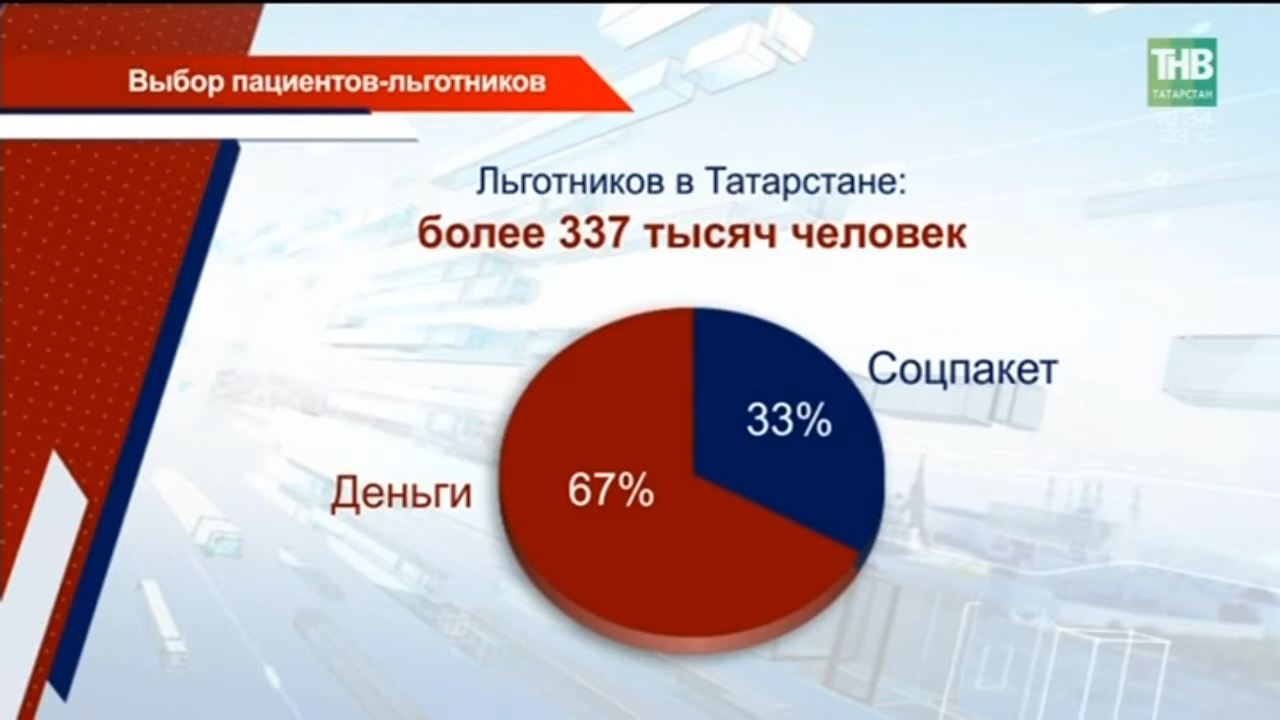 Выбор пациентов-льготников
ТНВ
ТАТАРСТАН
Льготников в Татарстане:
более 337 тысяч человек
Соцпакет
33%
Деньги
67%